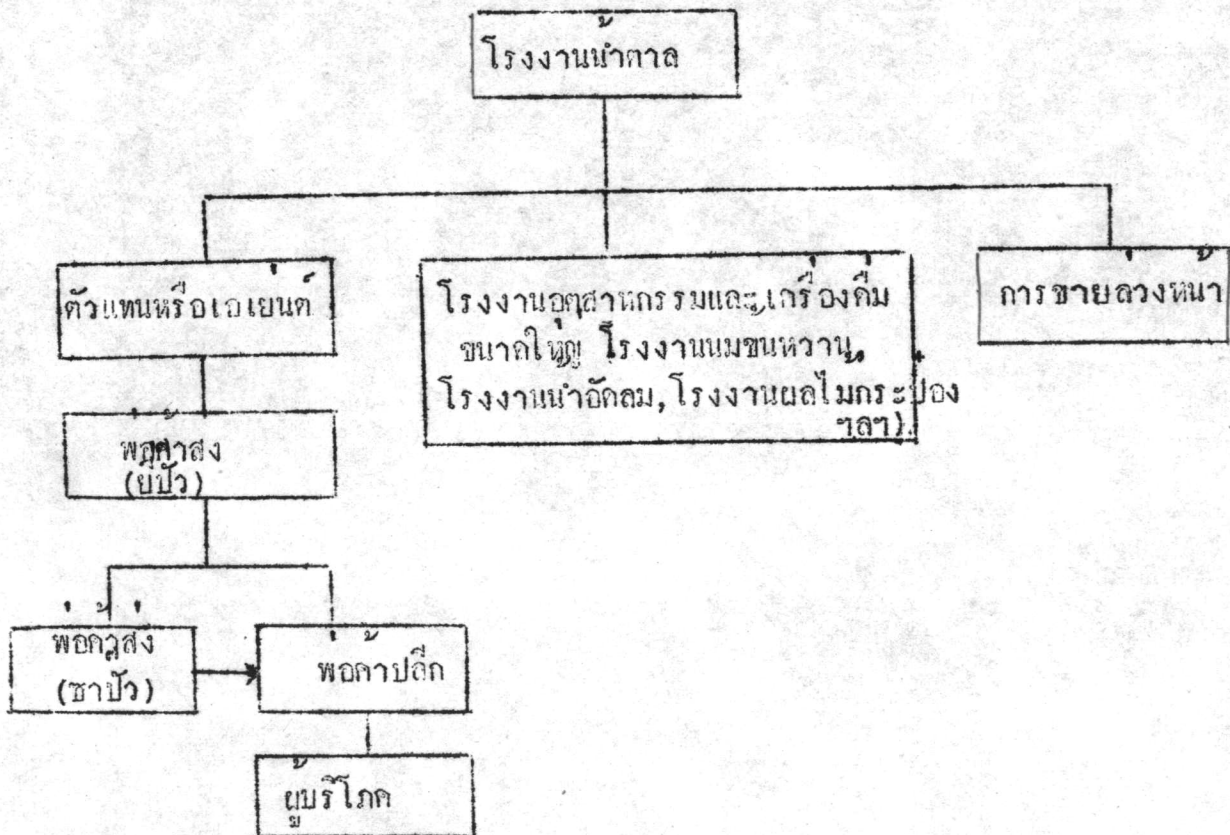 โรงงานน้ำตาล
ตัวแทนหรือเอเยนต์
โรงงานอุตสาหกรรมและเครื่องดื่ม
ขนาดใหญ่ โรงงานนมข้นหวาน,
โรงงานน้ำอัดลม, โรงงานผลไม้กระป๋อง
ฯลฯ)
การขายล่วงหน้า
พ่อค้าส่ง
(ยี่ปั๊ว)
พ่อค้าส่ง
(ซาปั๊ว)
พ่อค้าปลีก
ผู้บริโภค